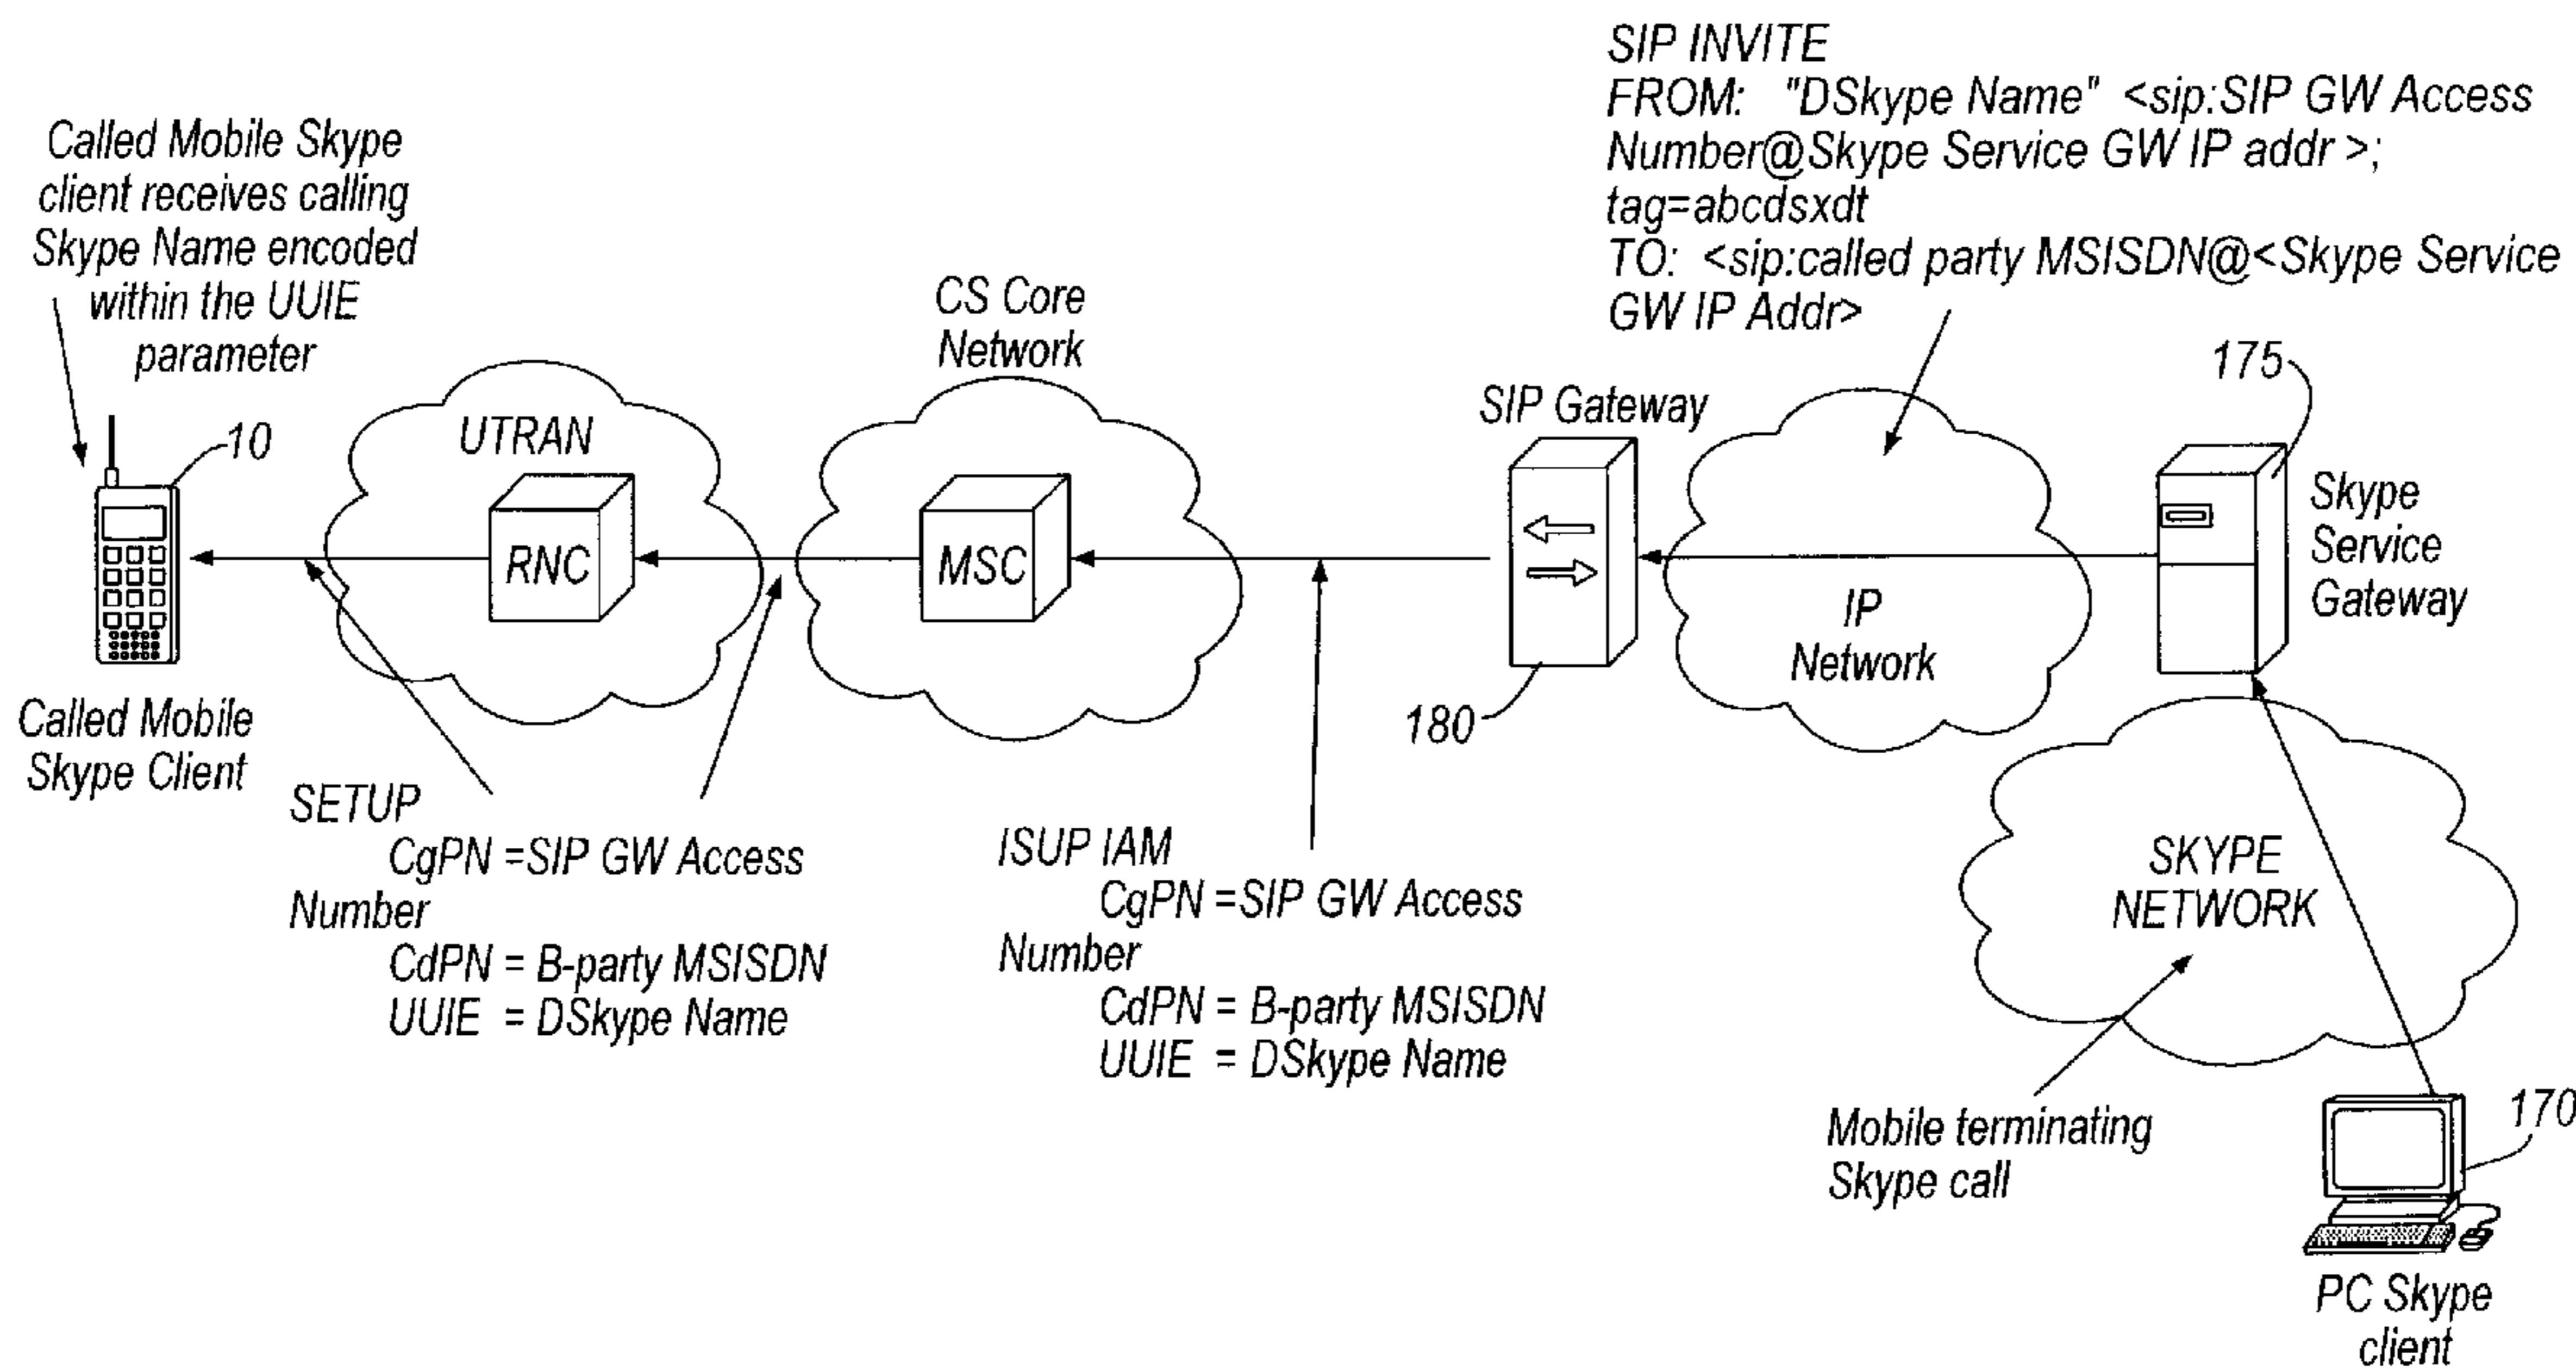 SIP INVITE
FROM: "DSkype Name" <sip:SIP GW Access
Number@Skype Service GW IP addr >;
tag=abcdsxdt
TO: <sip:called party MSISDN@<Skype Service
GW IP Addr>
Called Mobile Skype
client receives calling
Skype Name encoded
within the UUIE
parameter
CS Core
Network
175
SIP Gateway
UTRAN
10
RNC
MSC
Skype
Service
Gateway
IP
Network
180
Called Mobile
Skype Client
SETUP
CgPN =SIP GW Access
Number
CdPN = B-party MSISDN
UUIE = DSkype Name
ISUP IAM
CgPN =SIP GW Access
Number
CdPN = B-party MSISDN
UUIE = DSkype Name
SKYPE
NETWORK
Mobile terminating
Skype call
170
PC Skype
client